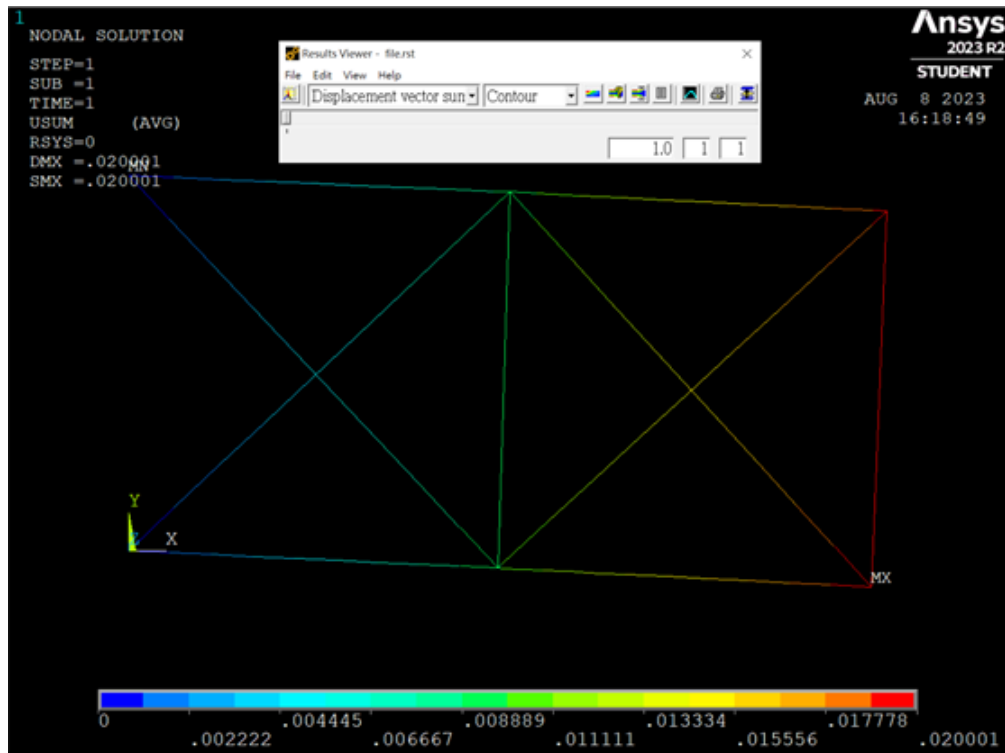 1
NODAL SOLUTION
STEP=1
SUB =1
TIME=1
USUM (AVG)
RSYS=0
DMX =.020001
SMX =.020001
Results Viewer - file.rst
File Edit View Help
Displacement vector sun Contour
1.0 1 1
Ansys
2023 R2
STUDENT
AUG 8 2023
16:18:49
MN
Y
X
MX
0 .004445 .008889 .013334 .017778
.002222 .006667 .011111 .015556 .020001